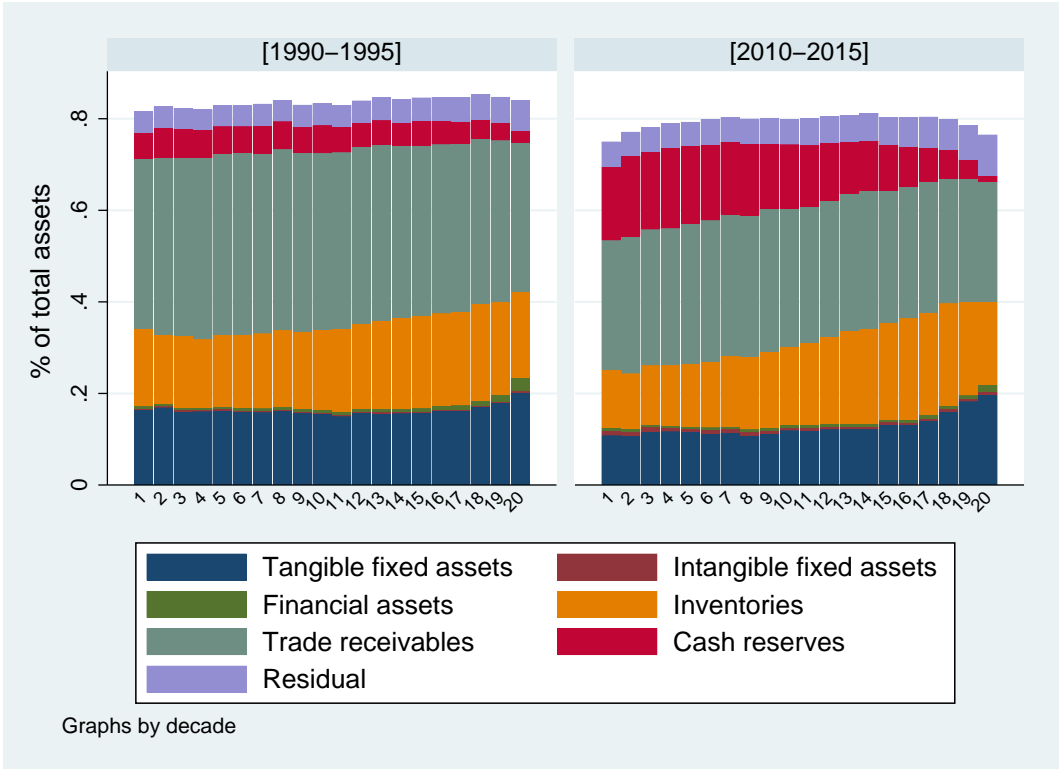 [1990–1995] [2010–2015]
% of total assets
.8
.6
.4
.2
0
1 2 3 4 5 6 7 8 9 10 11 12 13 14 15 16 17 18 19 20 1 2 3 4 5 6 7 8 9 10 11 12 13 14 15 16 17 18 19 20
Tangible fixed assets Intangible fixed assets
Financial assets Inventories
Trade receivables Cash reserves
Residual
Graphs by decade